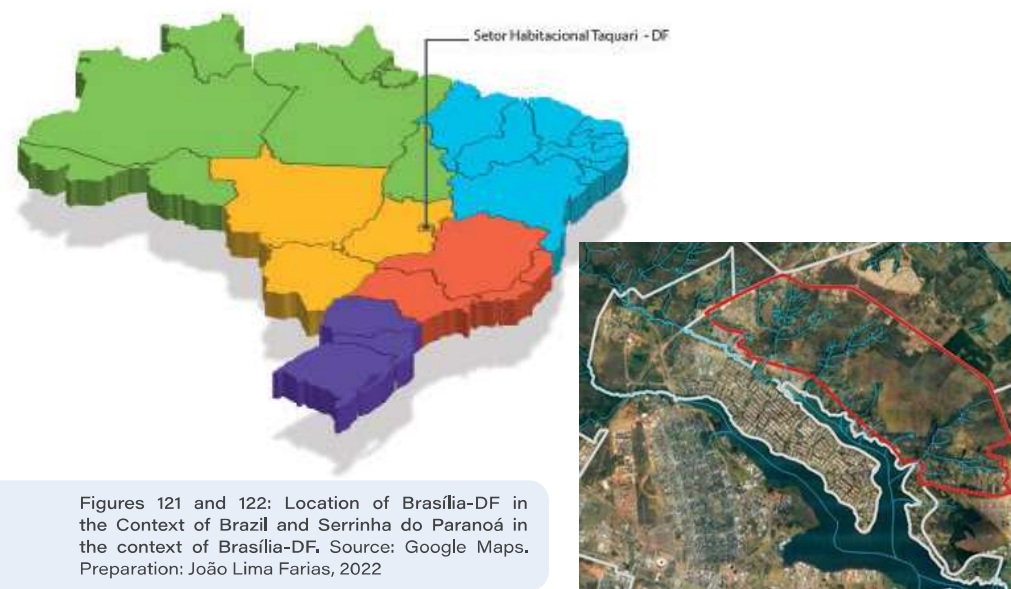 Setor Habitacional Taquari - DF
Figures 121 and 122: Location of Brasília-DF in
the Context of Brazil and Serrinha do Paranoá in
the context of Brasília-DF. Source: Google Maps.
Preparation: João Lima Farias, 2022